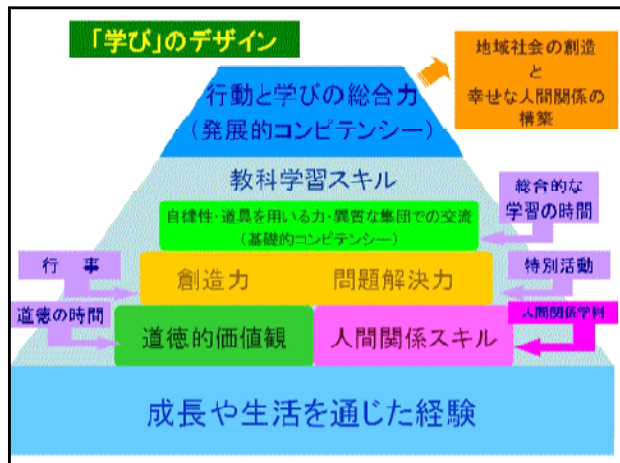 「学び」のデザイン
地域社会の創造
と
幸せな人間関係の
構築
行動と学びの総合力
(発展的コンピテンシー)
教科学習スキル
総合的な
学習の時間
自律性・道具を用いる力・異質な集団での交流
(基礎的コンピテンシー)
行 事
創造力 問題解決力
特別活動
道徳の時間
人間関係学科
道徳的価値観 人間関係スキル
成長や生活を通じた経験